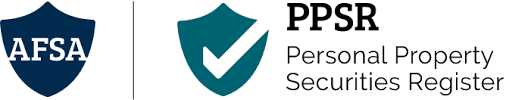 AFSA
PPSR
Personal Property
Securities Register